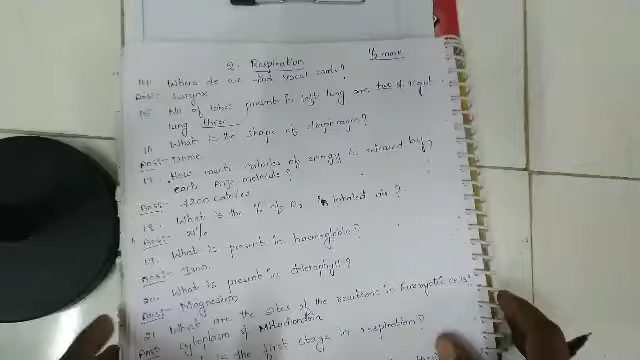 2. Respiration 1/2 mark
14. Where do we find vocal cords?
Ans:- Larynx
15. No of lobes present in left lung are two & right
lung three
16. What is the shape of diaphragm?
Ans:- Dome
17. How much calories of energy is released by
each molecule?
Ans:- 7200 calories
18. What is the % of O2 in inhaled air?
Ans:- 21%
19. What is present in haemoglobin?
Ans:- Iron
20. What is present in chlorophyll?
Ans:- Magnesium
21. What are the sites of the reactions in Eukaryotic cells?
Ans:- Cytoplasm & Mitochondria
is the first stage in respiration?